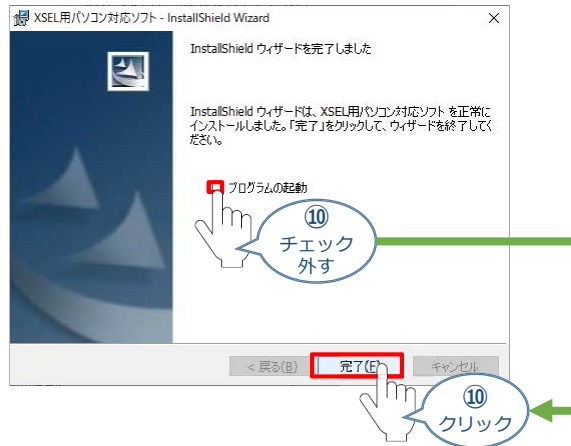 XSEL用パソコン対応ソフト - InstallShield Wizard
InstallShield ウィザードを完了しました
InstallShield ウィザードは、XSEL用パソコン対応ソフト を正常に
インストールしました。「完了」をクリックして、ウィザードを終了してく
ださい。
プログラムの起動
⑩
チェック
外す
< 戻る(B)
完了(F)
キャンセル
⑩
クリック